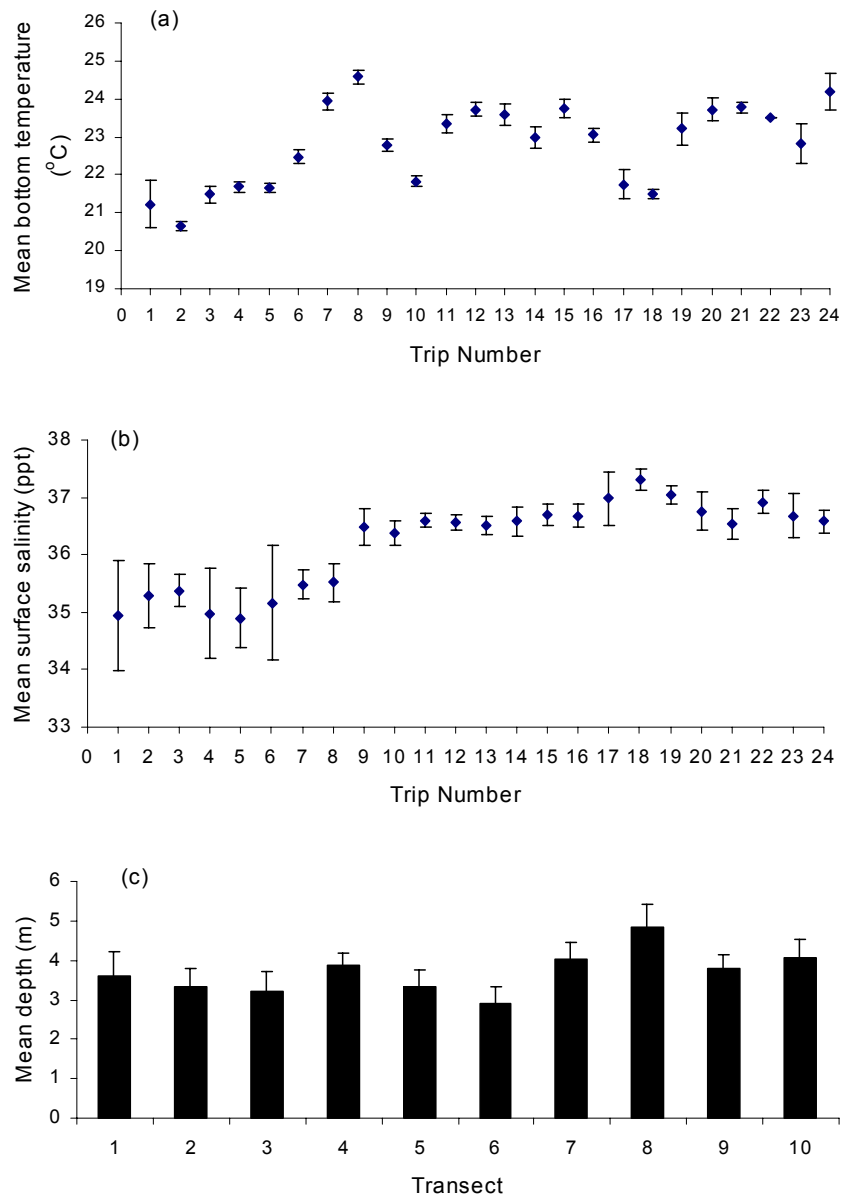 (a)
Mean bottom temperature
(°C)
26
25
24
23
22
21
20
19
0 1 2 3 4 5 6 7 8 9 10 11 12 13 14 15 16 17 18 19 20 21 22 23 24
Trip Number
(b)
Mean surface salinity (ppt)
38
37
36
35
34
33
0 1 2 3 4 5 6 7 8 9 10 11 12 13 14 15 16 17 18 19 20 21 22 23 24
Trip Number
(c)
Mean depth (m)
6
5
4
3
2
1
0
1 2 3 4 5 6 7 8 9 10
Transect